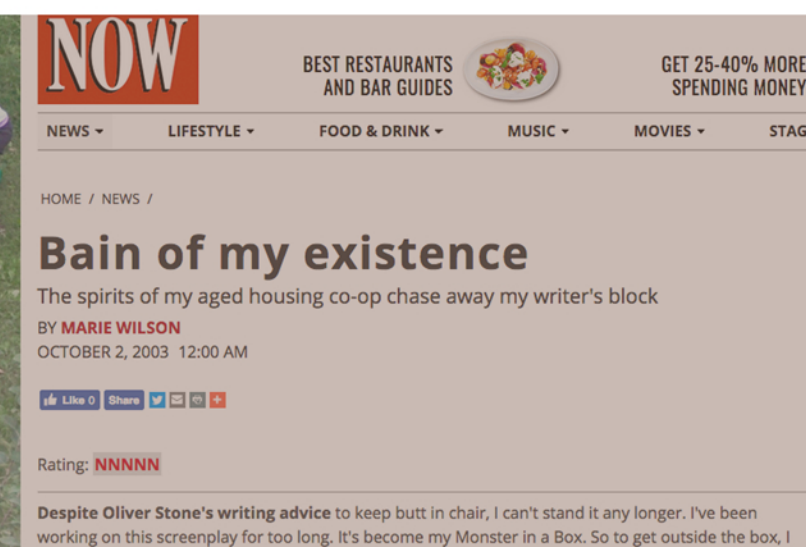 NOW
BEST RESTAURANTS
AND BAR GUIDES
GET 25-40% MORE
SPENDING MONEY
NEWS LIFESTYLE FOOD & DRINK MUSIC MOVIES STAG
HOME / NEWS /
Bain of my existence
The spirits of my aged housing co-op chase away my writer's block
BY MARIE WILSON
OCTOBER 2, 2003 12:00 AM
Like 0 Share
Rating: NNNNN
Despite Oliver Stone's writing advice to keep butt in chair, I can't stand it any longer. I've been
working on this screenplay for too long. It's become my Monster in a Box. So to get outside the box, I